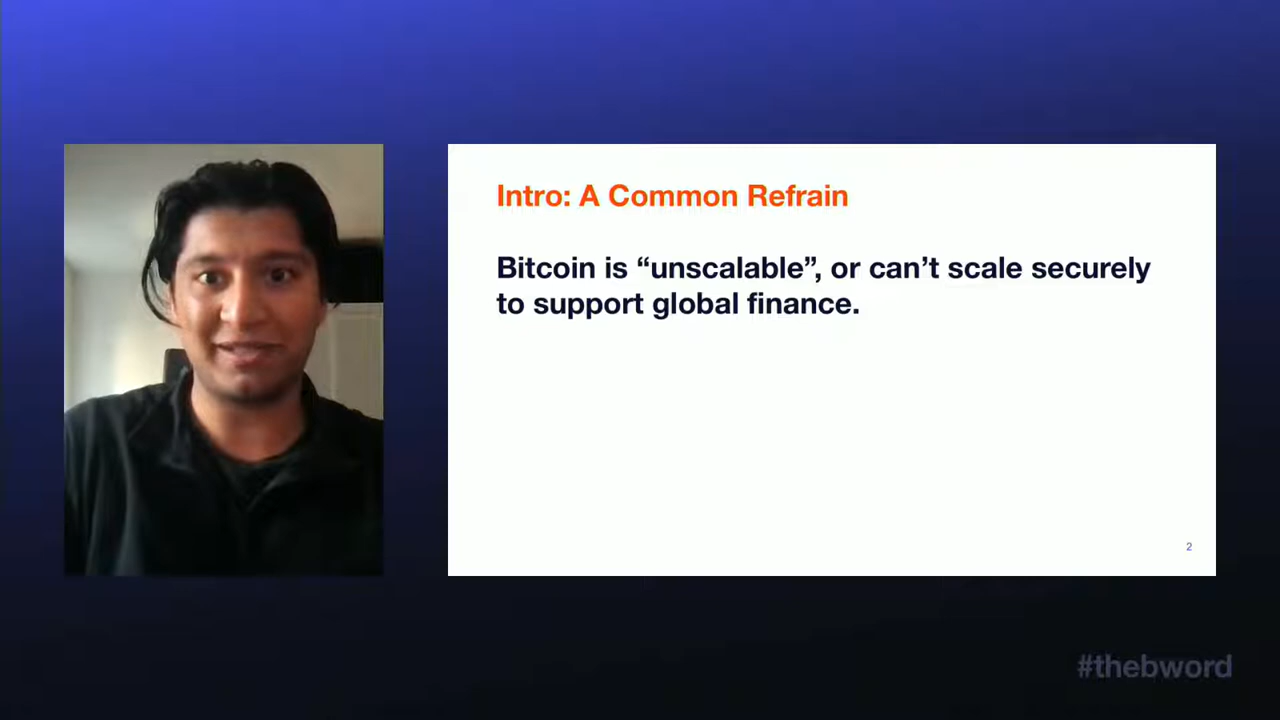 Intro: A Common Refrain
Bitcoin is “unscalable”, or can’t scale securely
to support global finance.
2
#thebword